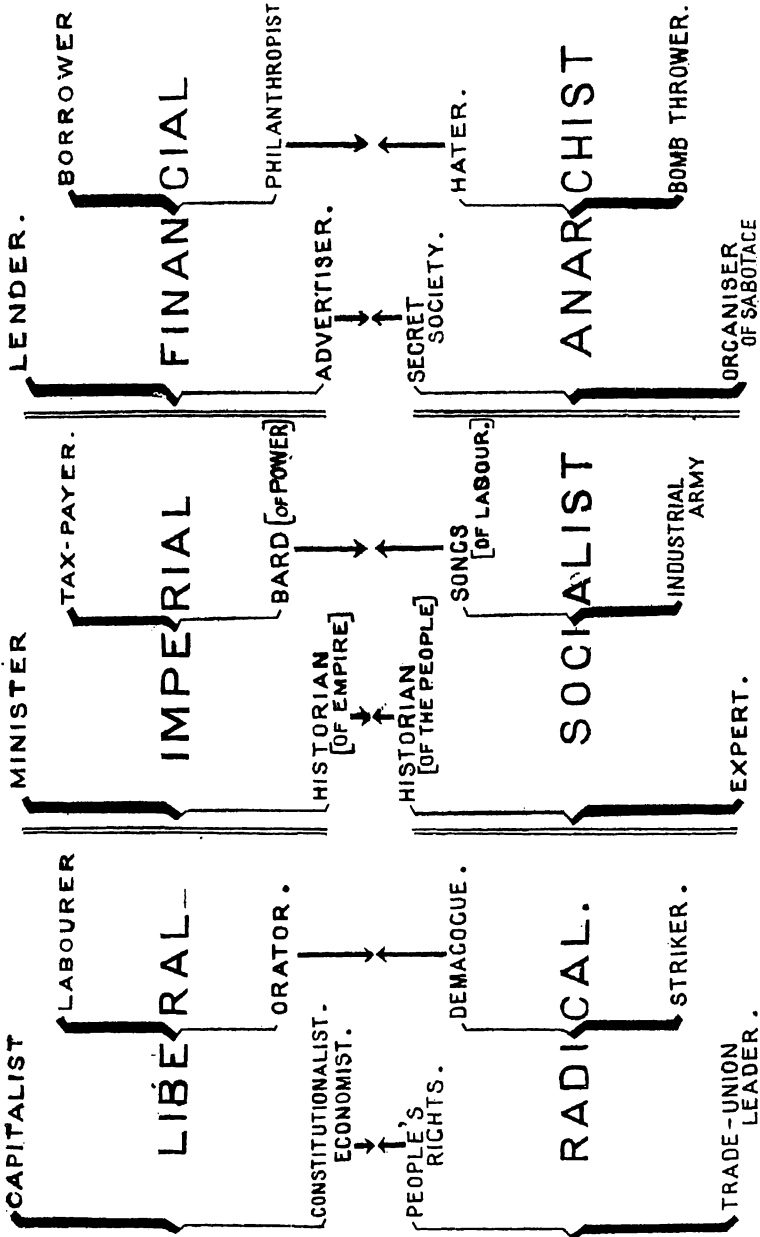 CAPITALIST
MINISTER
LENDER.
LABOURER
TAX-PAYER.
BORROWER
LIBERAL
IMPERIAL
FINANCIAL
ORATOR.
BARD [OF POWER]
PHILANTHROPIST
CONSTITUTIONALIST.
ECONOMIST.
HISTORIAN
[OF EMPIRE]
ADVERTISER.
PEOPLE'S
RIGHTS.
HISTORIAN
[OF THE PEOPLE]
SECRET
SOCIETY.
DEMAGOGUE.
SONGS
[OF LABOUR.]
HATER.
RADICAL.
SOCIALIST
ANARCHIST
STRIKER.
INDUSTRIAL
ARMY
BOMB THROWER.
TRADE-UNION
LEADER.
EXPERT.
ORGANISER
OF SABOTAGE